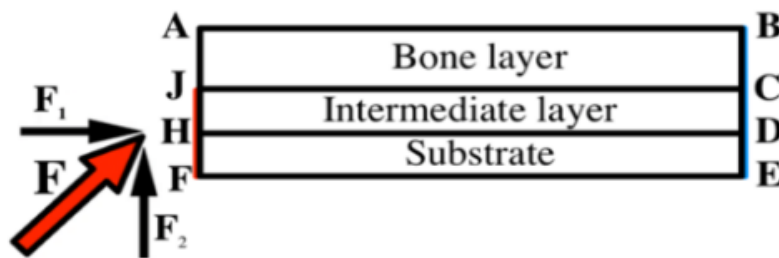 A B
Bone layer
J C
F₁ Intermediate layer
H D
F Substrate
F E
F₂